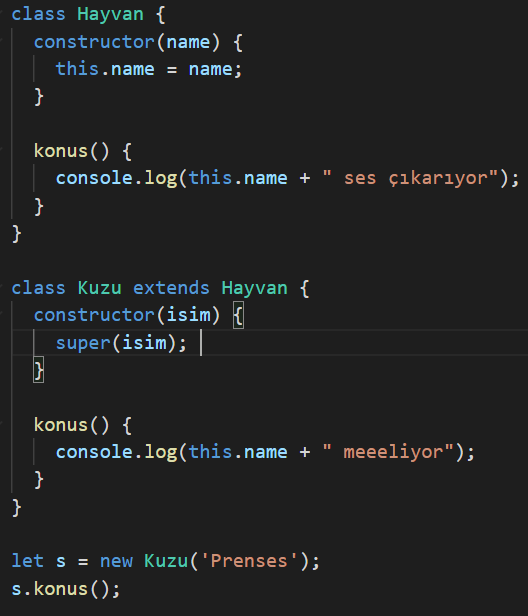 class Hayvan {
  constructor(name) {
    this.name = name;
  }

  konus() {
    console.log(this.name + " ses çıkarıyor");
  }
}

class Kuzu extends Hayvan {
  constructor(isim) {
    super(isim);
  }

  konus() {
    console.log(this.name + " meeeliyor");
  }
}

let s = new Kuzu('Prenses');
s.konus();